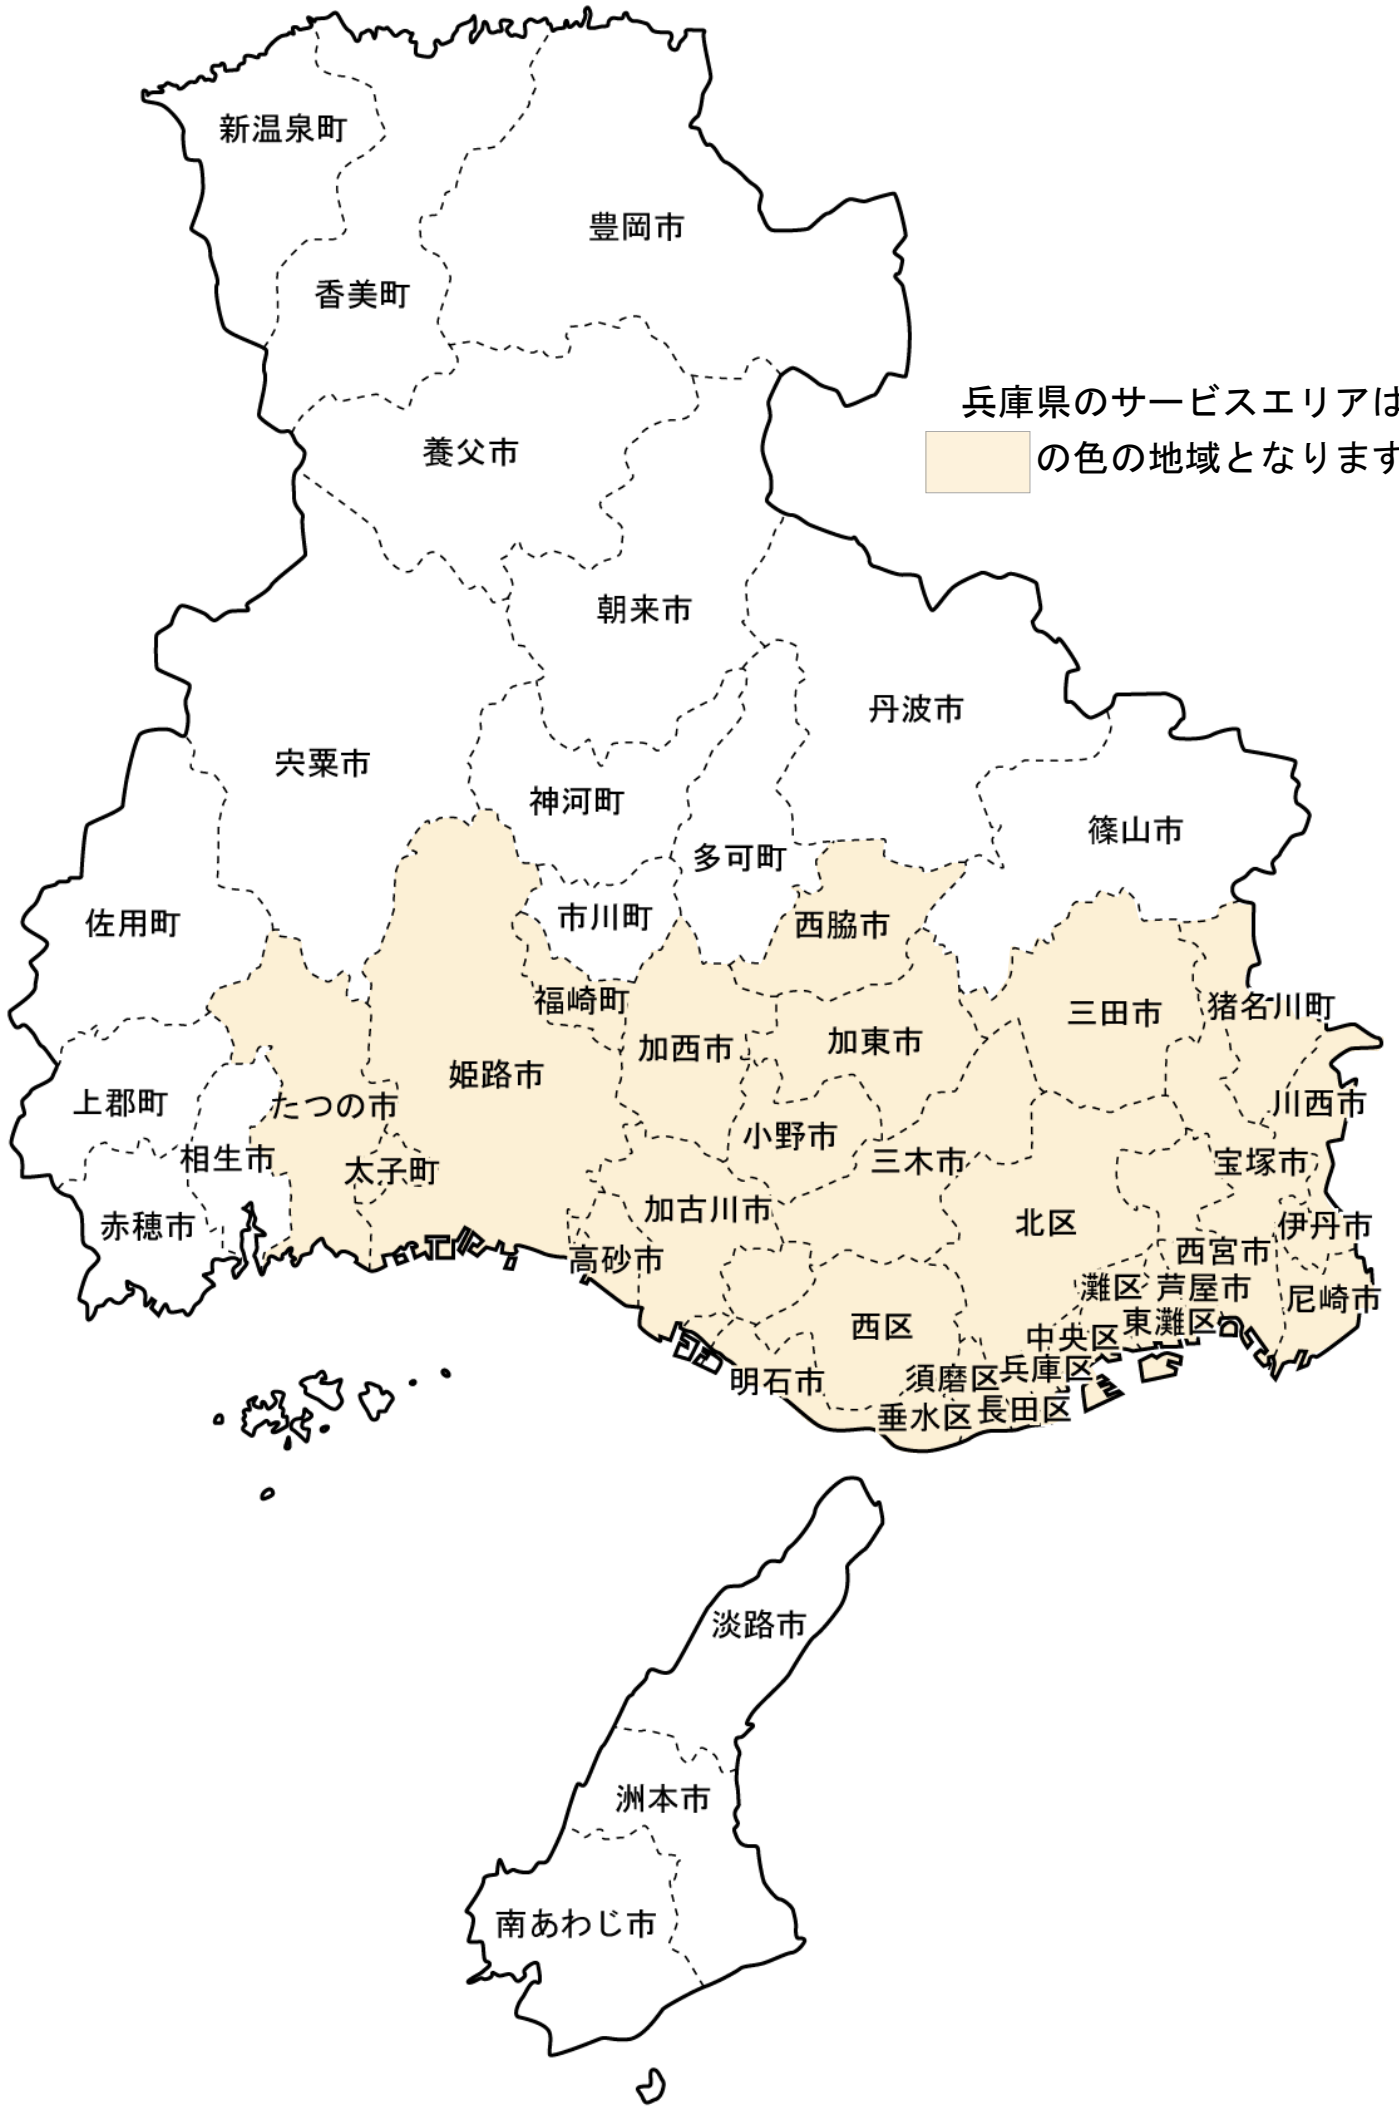 新温泉町
豊岡市
香美町
兵庫県のサービスエリアは
の色の地域となります
養父市
朝来市
丹波市
宍粟市
神河町
篠山市
多可町
市川町
西脇市
佐用町
福崎町
三田市
猪名川町
加西市
加東市
姫路市
上郡町
たつの市
川西市
小野市
相生市
太子町
三木市
宝塚市
加古川市
北区
赤穂市
伊丹市
西宮市
高砂市
灘区
芦屋市
尼崎市
西区
中央区
東灘区
明石市
須磨区
兵庫区
垂水区
長田区
淡路市
洲本市
南あわじ市